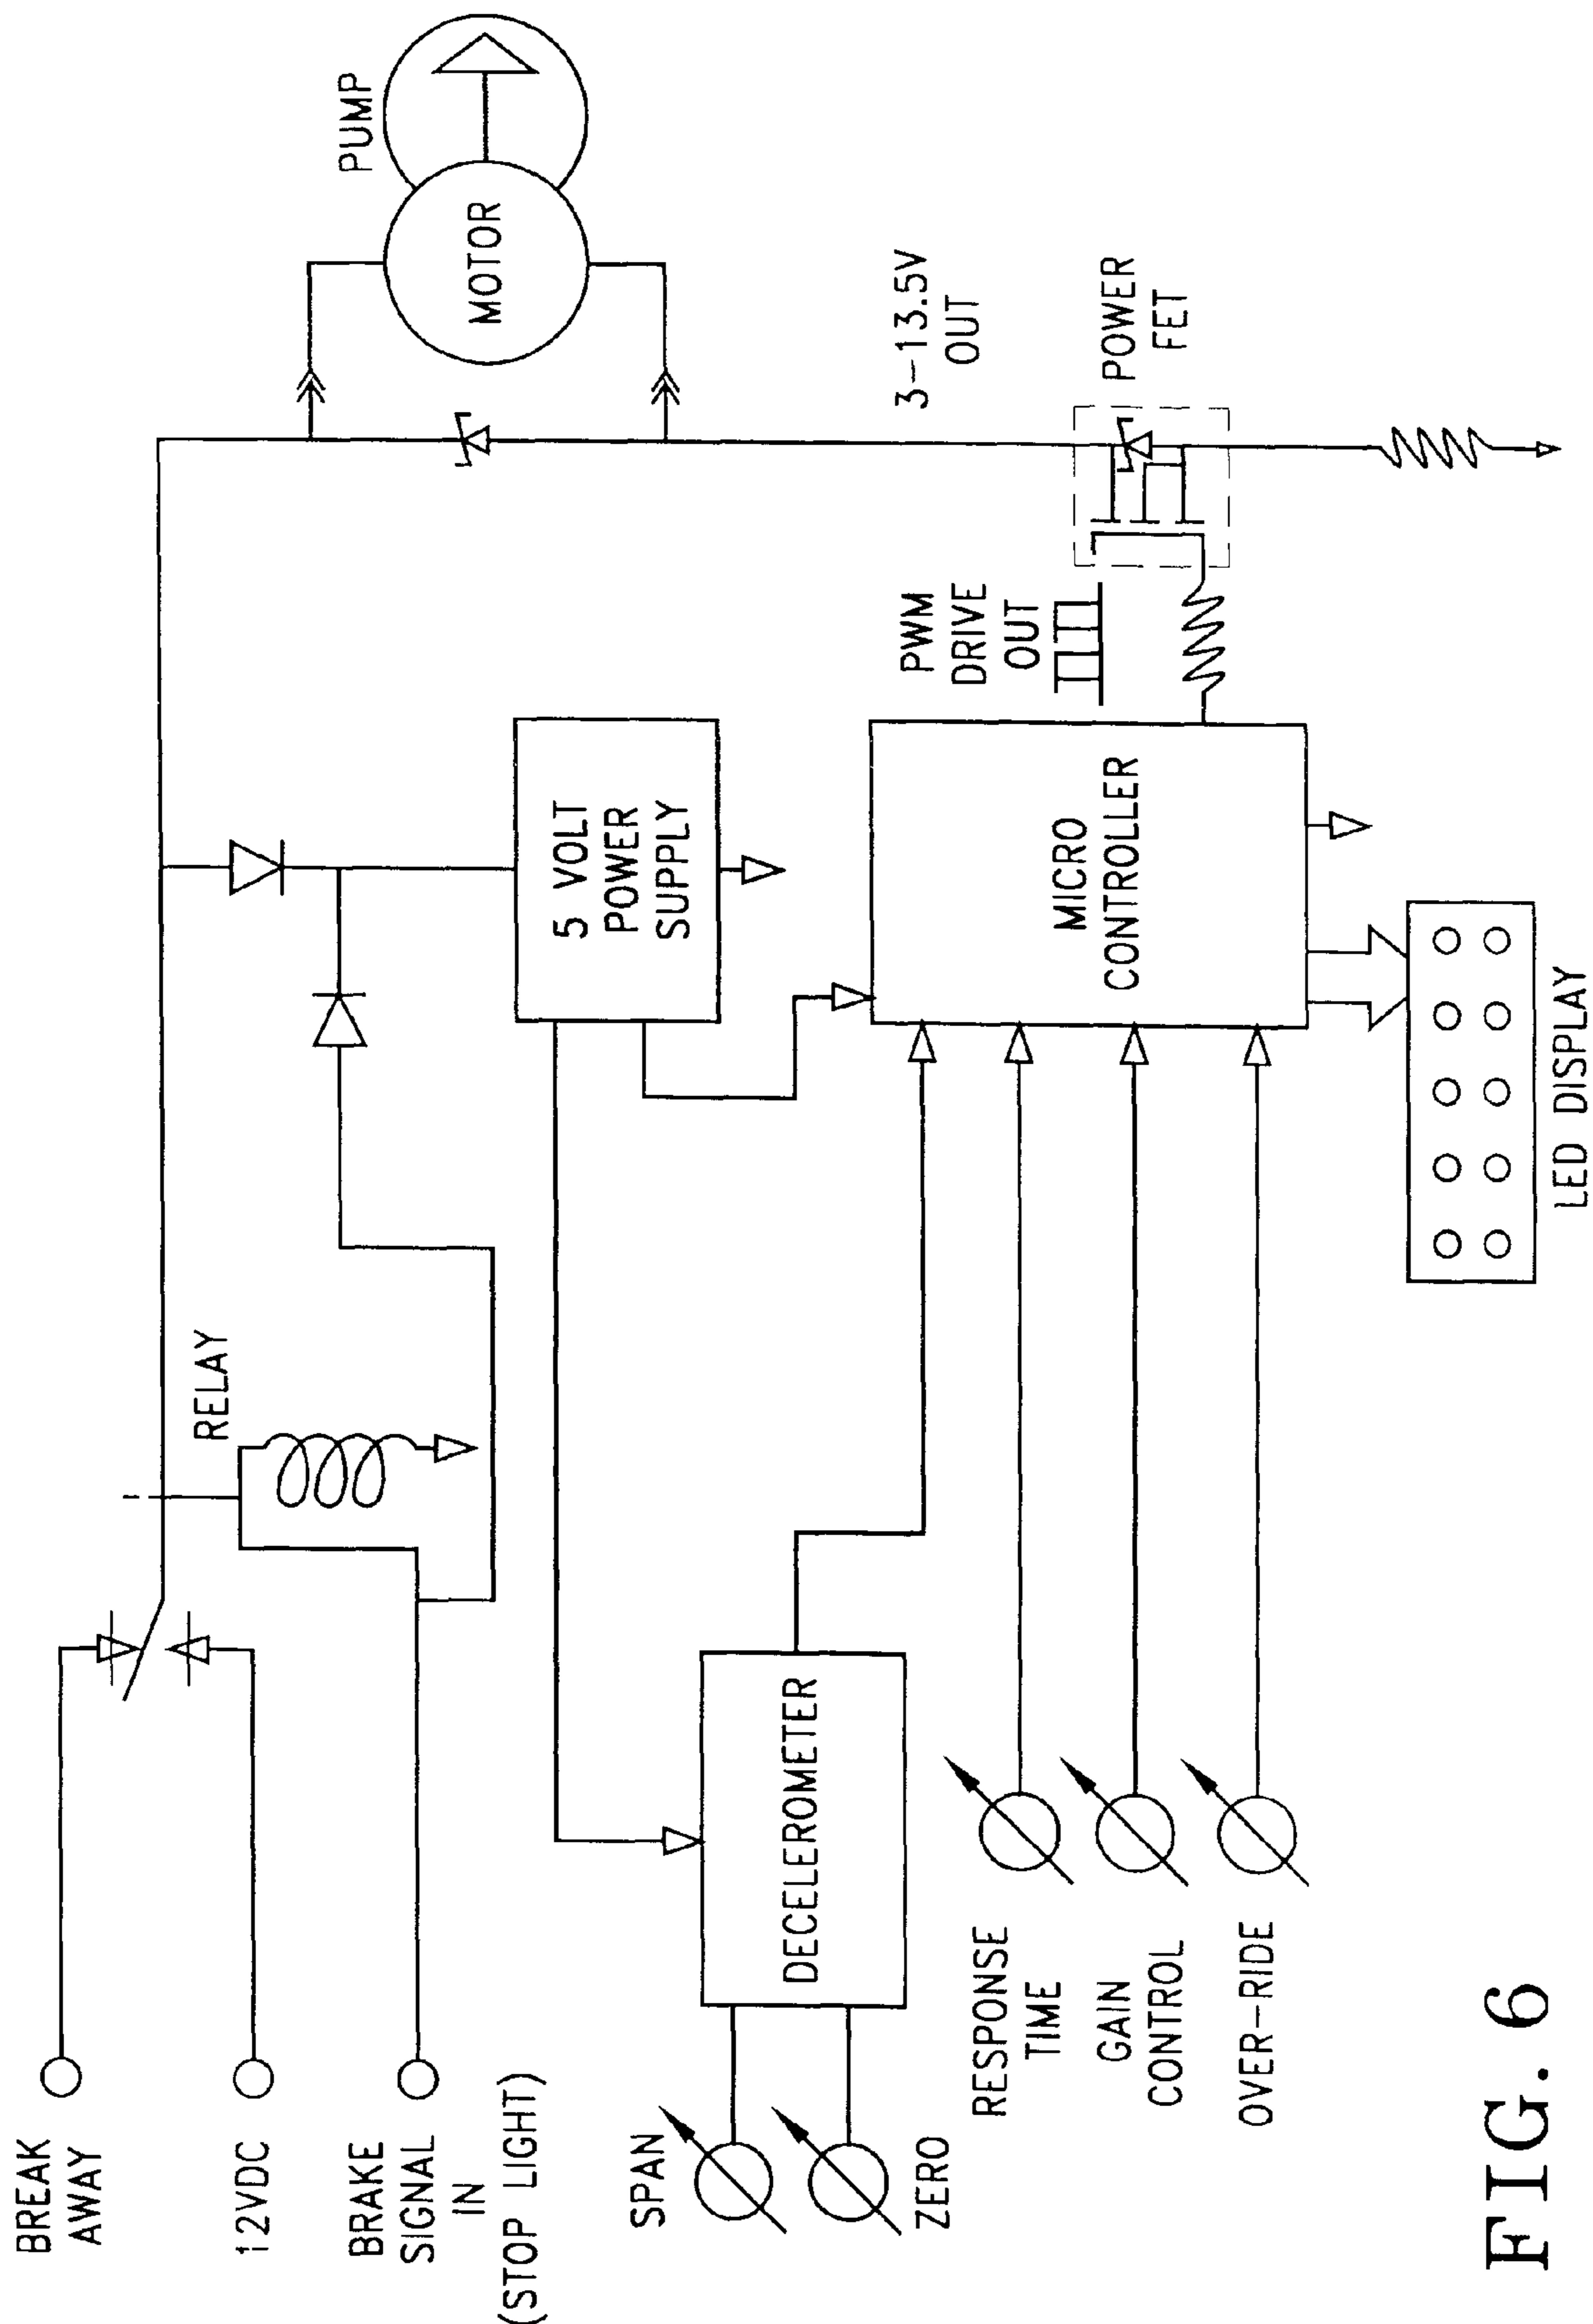 BREAK
AWAY
12VDC
BRAKE
SIGNAL
IN
(STOP LIGHT)
RELAY
PUMP
MOTOR
5 VOLT
POWER
SUPPLY
3-13.5V
OUT
POWER
FET
PWM
DRIVE
OUT
MICRO
CONTROLLER
SPAN
ZERO
DECELEROMETER
RESPONSE
TIME
GAIN
CONTROL
OVER-RIDE
LED DISPLAY
FIG. 6